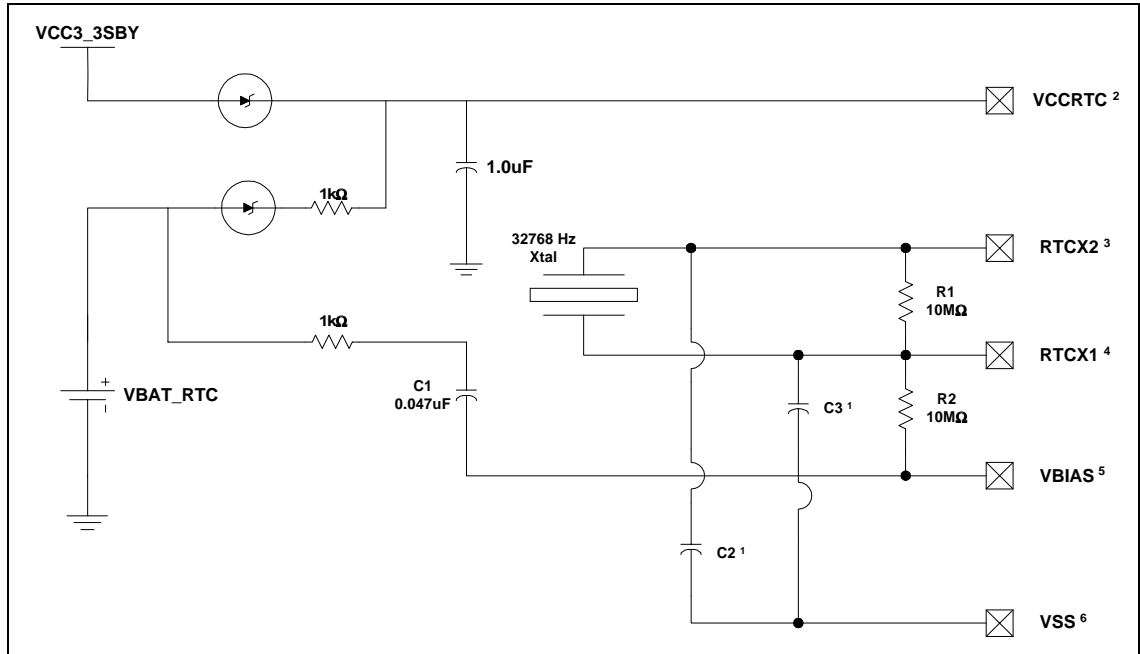 VCC3_3SBY
VCCRTC 2
1.0uF
1kΩ
32768 Hz
Xtal
RTCX2 3
R1
10MΩ
1kΩ
RTCX1 4
+
VBAT_RTC
-
C1
0.047uF
C3 1
R2
10MΩ
VBIAS 5
C2 1
VSS 6